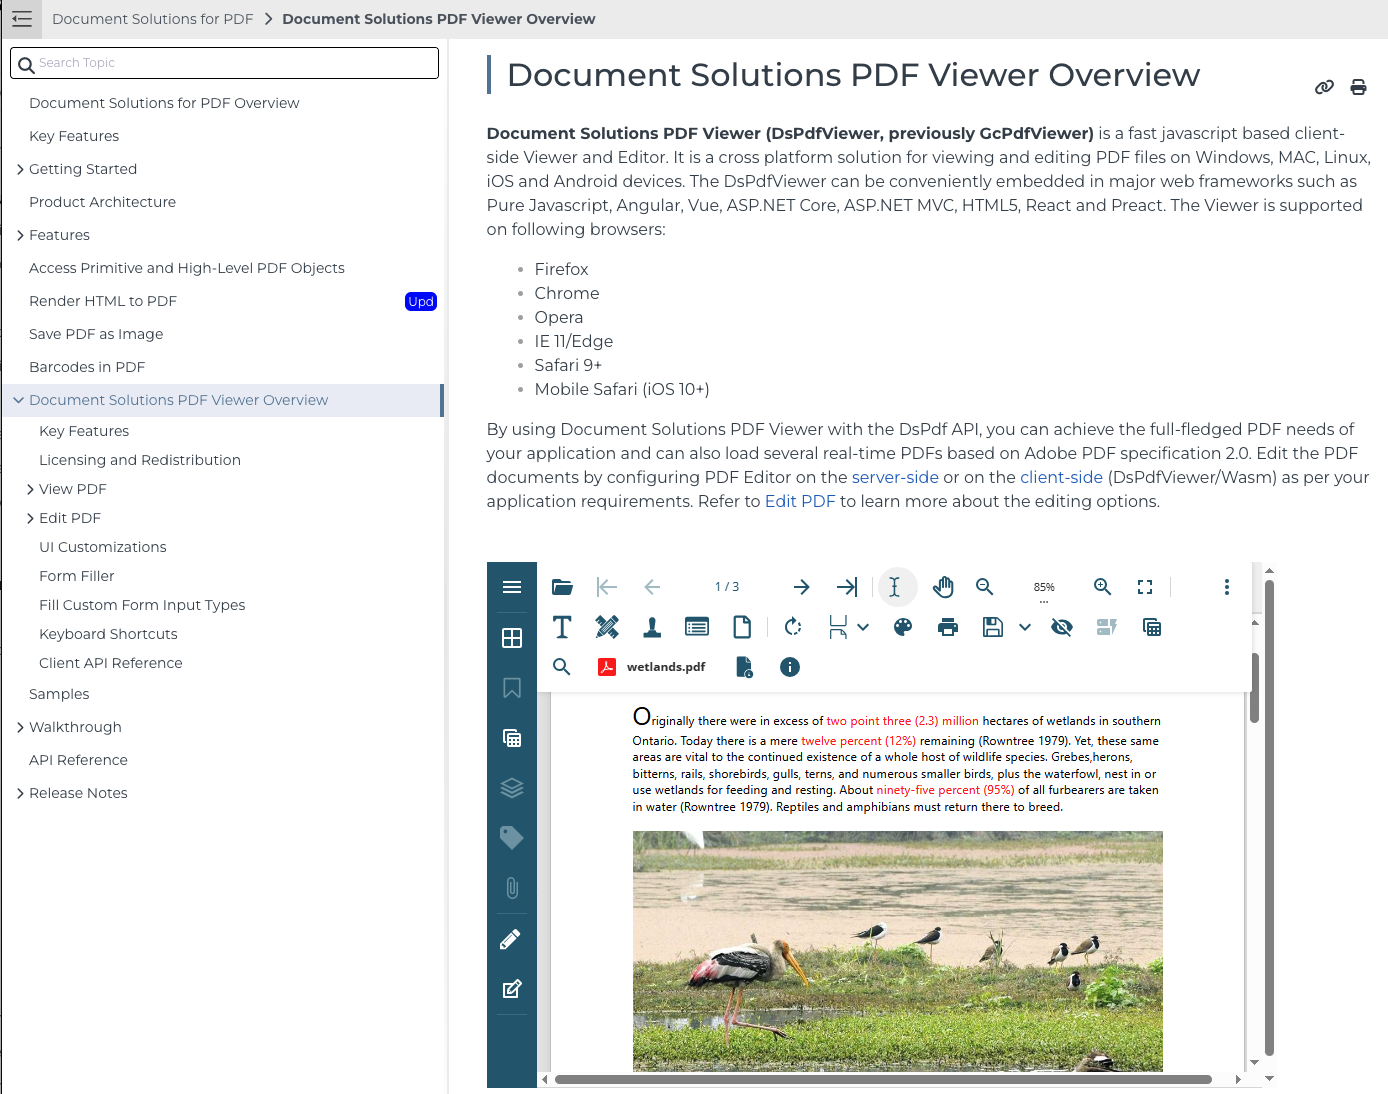 Document Solutions for PDF > Document Solutions PDF Viewer Overview
Search Topic
Document Solutions for PDF Overview
Key Features
Getting Started
Product Architecture
Features
Access Primitive and High-Level PDF Objects
Render HTML to PDF Upd
Save PDF as Image
Barcodes in PDF
Document Solutions PDF Viewer Overview
Key Features
Licensing and Redistribution
View PDF
Edit PDF
UI Customizations
Form Filler
Fill Custom Form Input Types
Keyboard Shortcuts
Client API Reference
Samples
Walkthrough
API Reference
Release Notes
Document Solutions PDF Viewer Overview
Document Solutions PDF Viewer (DsPdfViewer, previously GcPdfViewer) is a fast javascript based client-
side Viewer and Editor. It is a cross platform solution for viewing and editing PDF files on Windows, MAC, Linux,
iOS and Android devices. The DsPdfViewer can be conveniently embedded in major web frameworks such as
Pure Javascript, Angular, Vue, ASP.NET Core, ASP.NET MVC, HTML5, React and Preact. The Viewer is supported
on following browsers:
Firefox
Chrome
Opera
IE 11/Edge
Safari 9+
Mobile Safari (iOS 10+)
By using Document Solutions PDF Viewer with the DsPdf API, you can achieve the full-fledged PDF needs of
your application and can also load several real-time PDFs based on Adobe PDF specification 2.0. Edit the PDF
documents by configuring PDF Editor on the server-side or on the client-side (DsPdfViewer/Wasm) as per your
application requirements. Refer to Edit PDF to learn more about the editing options.
1 / 3
85%
...
wetlands.pdf
Originally there were in excess of two point three (2.3) million hectares of wetlands in southern
Ontario. Today there is a mere twelve percent (12%) remaining (Rowntree 1979). Yet, these same
areas are vital to the continued existence of a whole host of wildlife species. Grebes,herons,
bitterns, rails, shorebirds, gulls, terns, and numerous smaller birds, plus the waterfowl, nest in or
use wetlands for feeding and resting. About ninety-five percent (95%) of all furbearers are taken
in water (Rowntree 1979). Reptiles and amphibians must return there to breed.